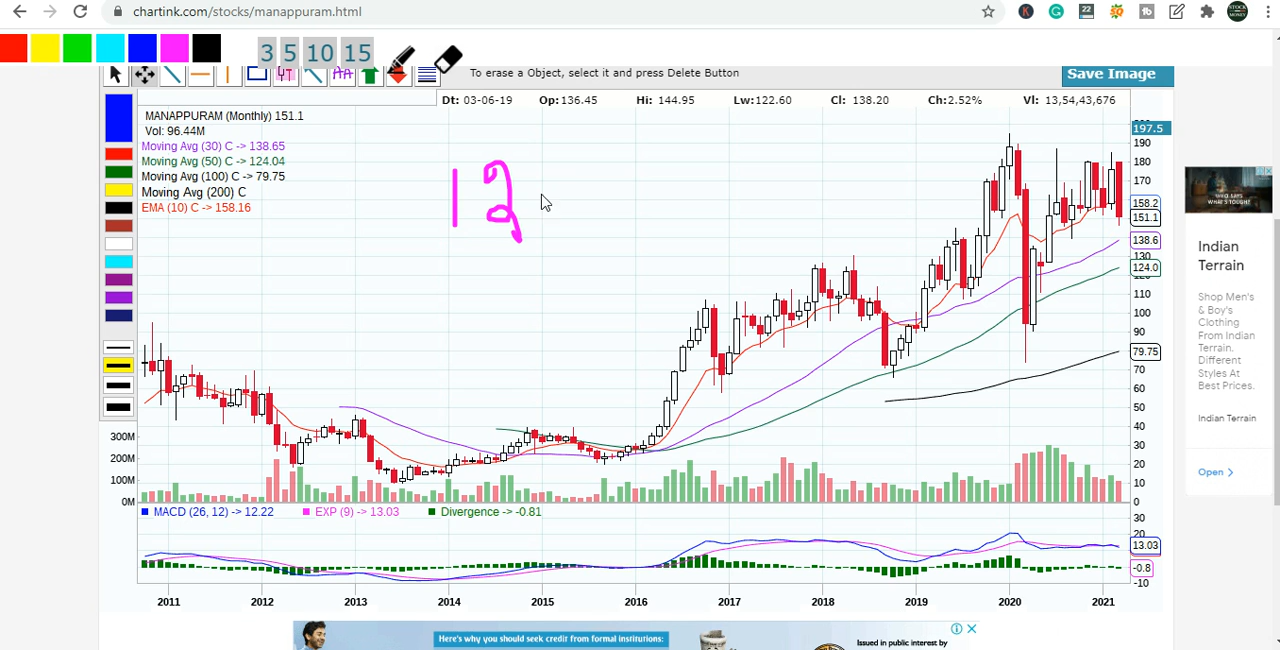 chartink.com/stocks/manappuram.html
3 5 10 15
To erase a Object, select it and press Delete Button
Save Image
Dt: 03-06-19 Op:136.45 Hi: 144.95 Lw:122.60 Cl: 138.20 Ch:2.52% Vl: 13,54,43,676
MANAPPURAM (Monthly) 151.1
Vol: 96.44M
Moving Avg (30) C -> 138.65
Moving Avg (50) C -> 124.04
Moving Avg (100) C -> 79.75
Moving Avg (200) C
EMA (10) C -> 158.16
12
197.5
190
180
170
158.2
151.1
138.6
130
124.0
110
100
90
79.75
70
60
50
40
30
20
10
0
300M
200M
100M
0M
MACD (26, 12) -> 12.22 EXP (9) -> 13.03 Divergence -> -0.81
30
20
13.03
-0.8
-10
2011 2012 2013 2014 2015 2016 2017 2018 2019 2020 2021
Indian
Terrain
Shop Men's
& Boy's
Clothing
From Indian
Terrain.
Different
Styles At
Best Prices.
Indian Terrain
Open
Here's why you should seek credit from formal institutions:
Issued in public interest by